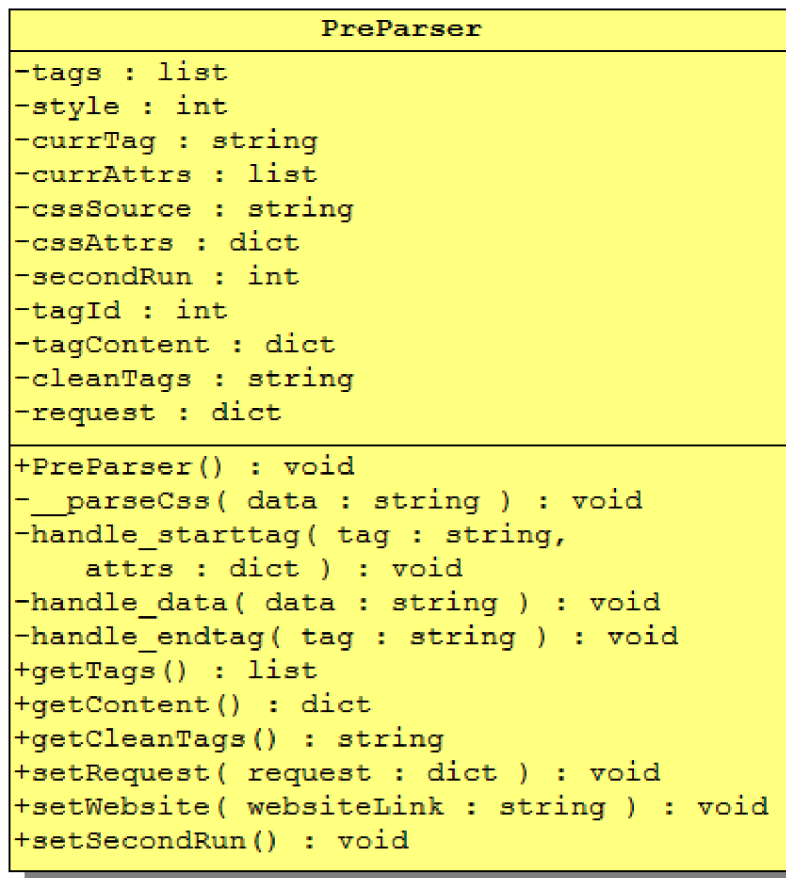 PreParser
-tags : list
-style : int
-currTag : string
-currAttrs : list
-cssSource : string
-cssAttrs : dict
-secondRun : int
-tagId : int
-tagContent : dict
-cleanTags : string
-request : dict
+PreParser() : void
-__parseCss( data : string ) : void
-handle_starttag( tag : string,
attrs : dict ) : void
-handle_data( data : string ) : void
-handle_endtag( tag : string ) : void
+getTags() : list
+getContent() : dict
+getCleanTags() : string
+setRequest( request : dict ) : void
+setWebsite( websiteLink : string ) : void
+setSecondRun() : void